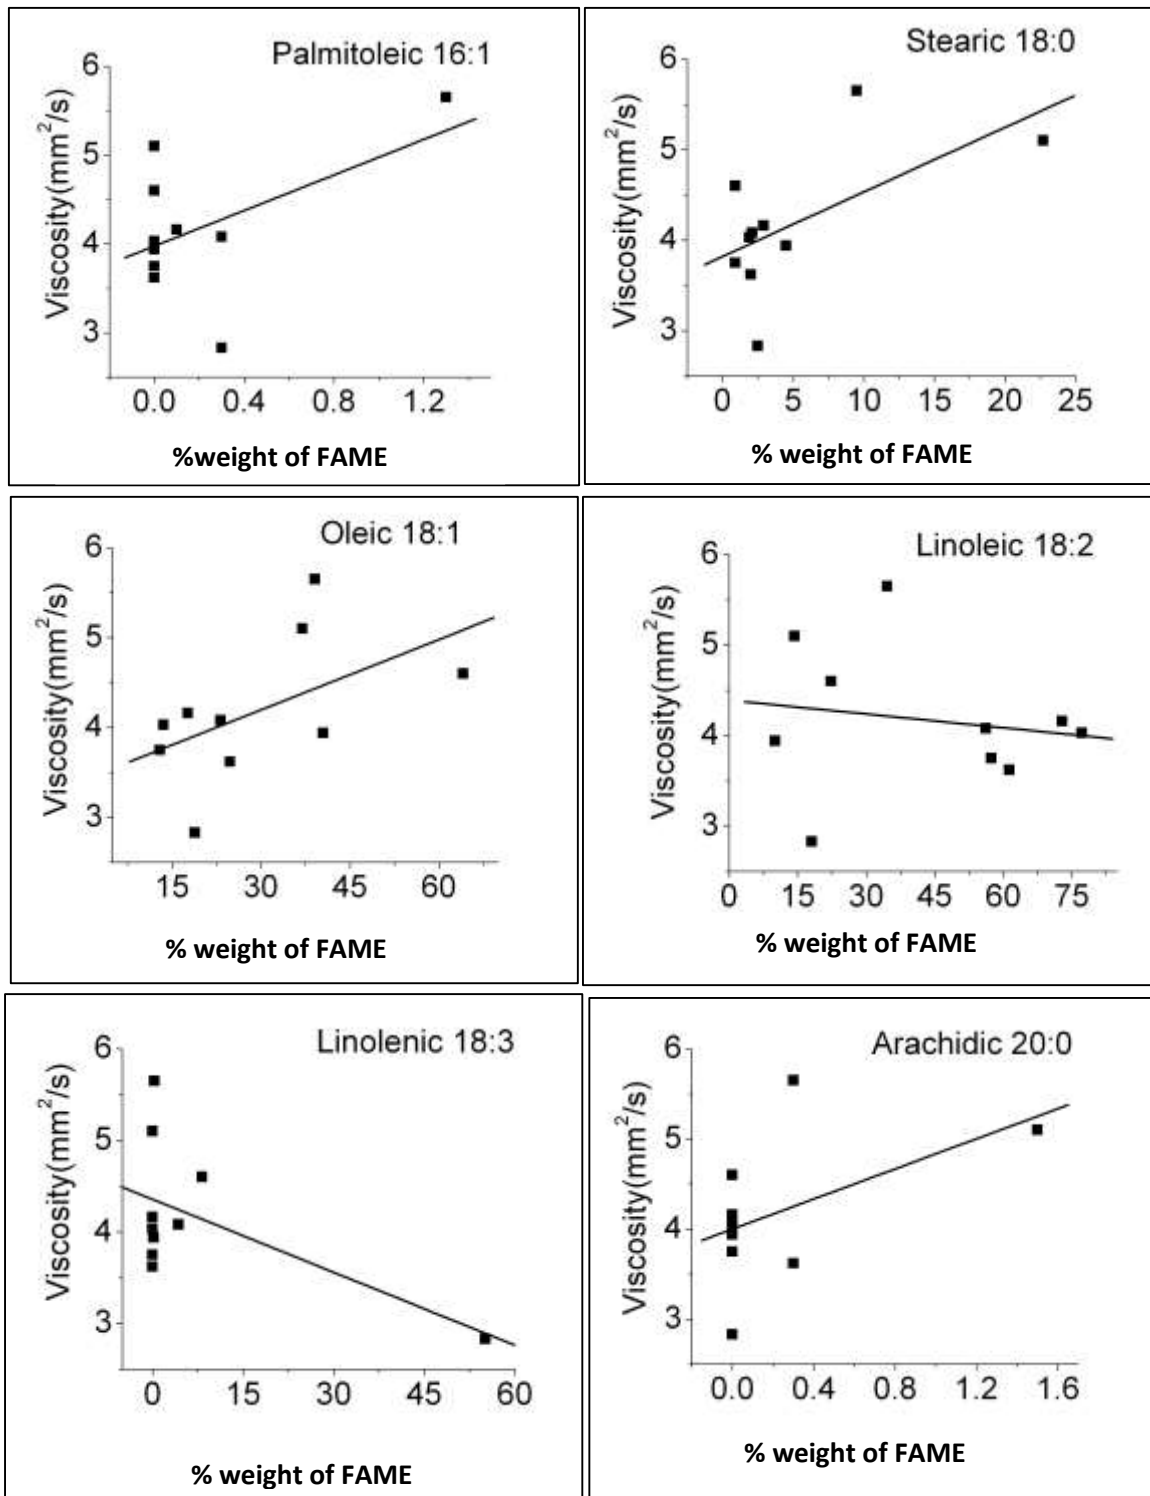 Palmitoleic 16:1
Viscosity(mm²/s)
6
5
4
3
0.0 0.4 0.8 1.2
%weight of FAME
Stearic 18:0
Viscosity(mm²/s)
6
5
4
3
0 5 10 15 20 25
% weight of FAME
Oleic 18:1
Viscosity(mm²/s)
6
5
4
3
15 30 45 60
% weight of FAME
Linoleic 18:2
Viscosity(mm²/s)
6
5
4
3
0 15 30 45 60 75
% weight of FAME
Linolenic 18:3
Viscosity(mm²/s)
6
5
4
3
0 15 30 45 60
% weight of FAME
Arachidic 20:0
Viscosity(mm²/s)
6
5
4
3
0.0 0.4 0.8 1.2 1.6
% weight of FAME